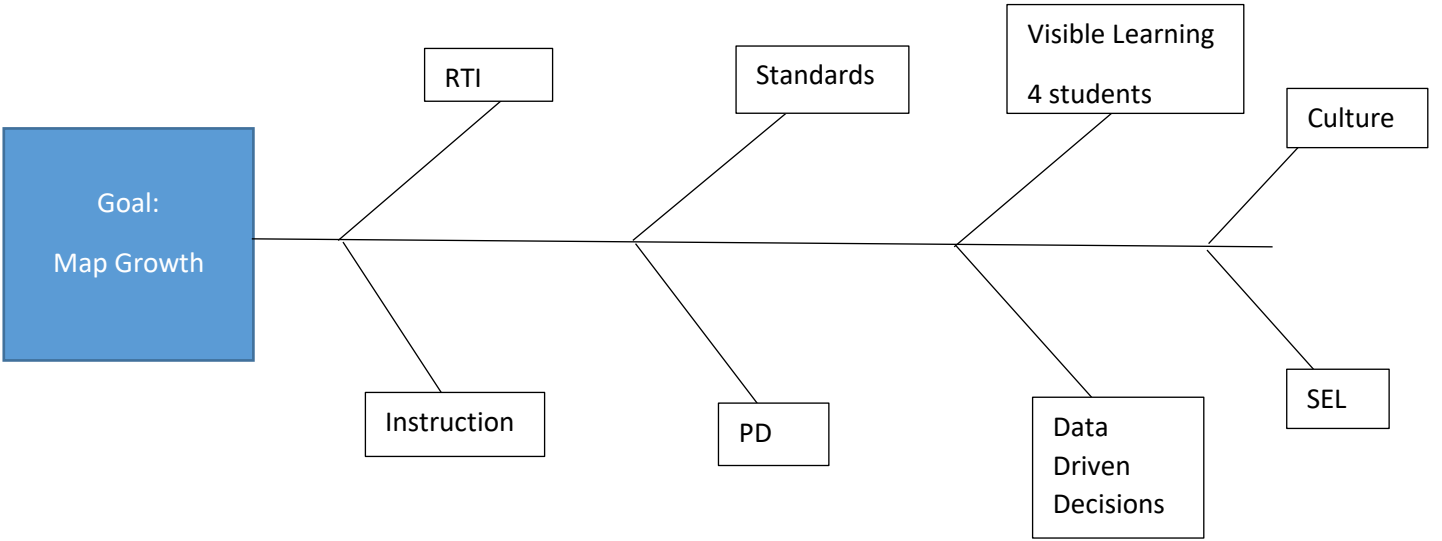 RTI
Standards
Visible Learning
4 students
Culture
Goal:
Map Growth
Instruction
PD
Data
Driven
Decisions
SEL